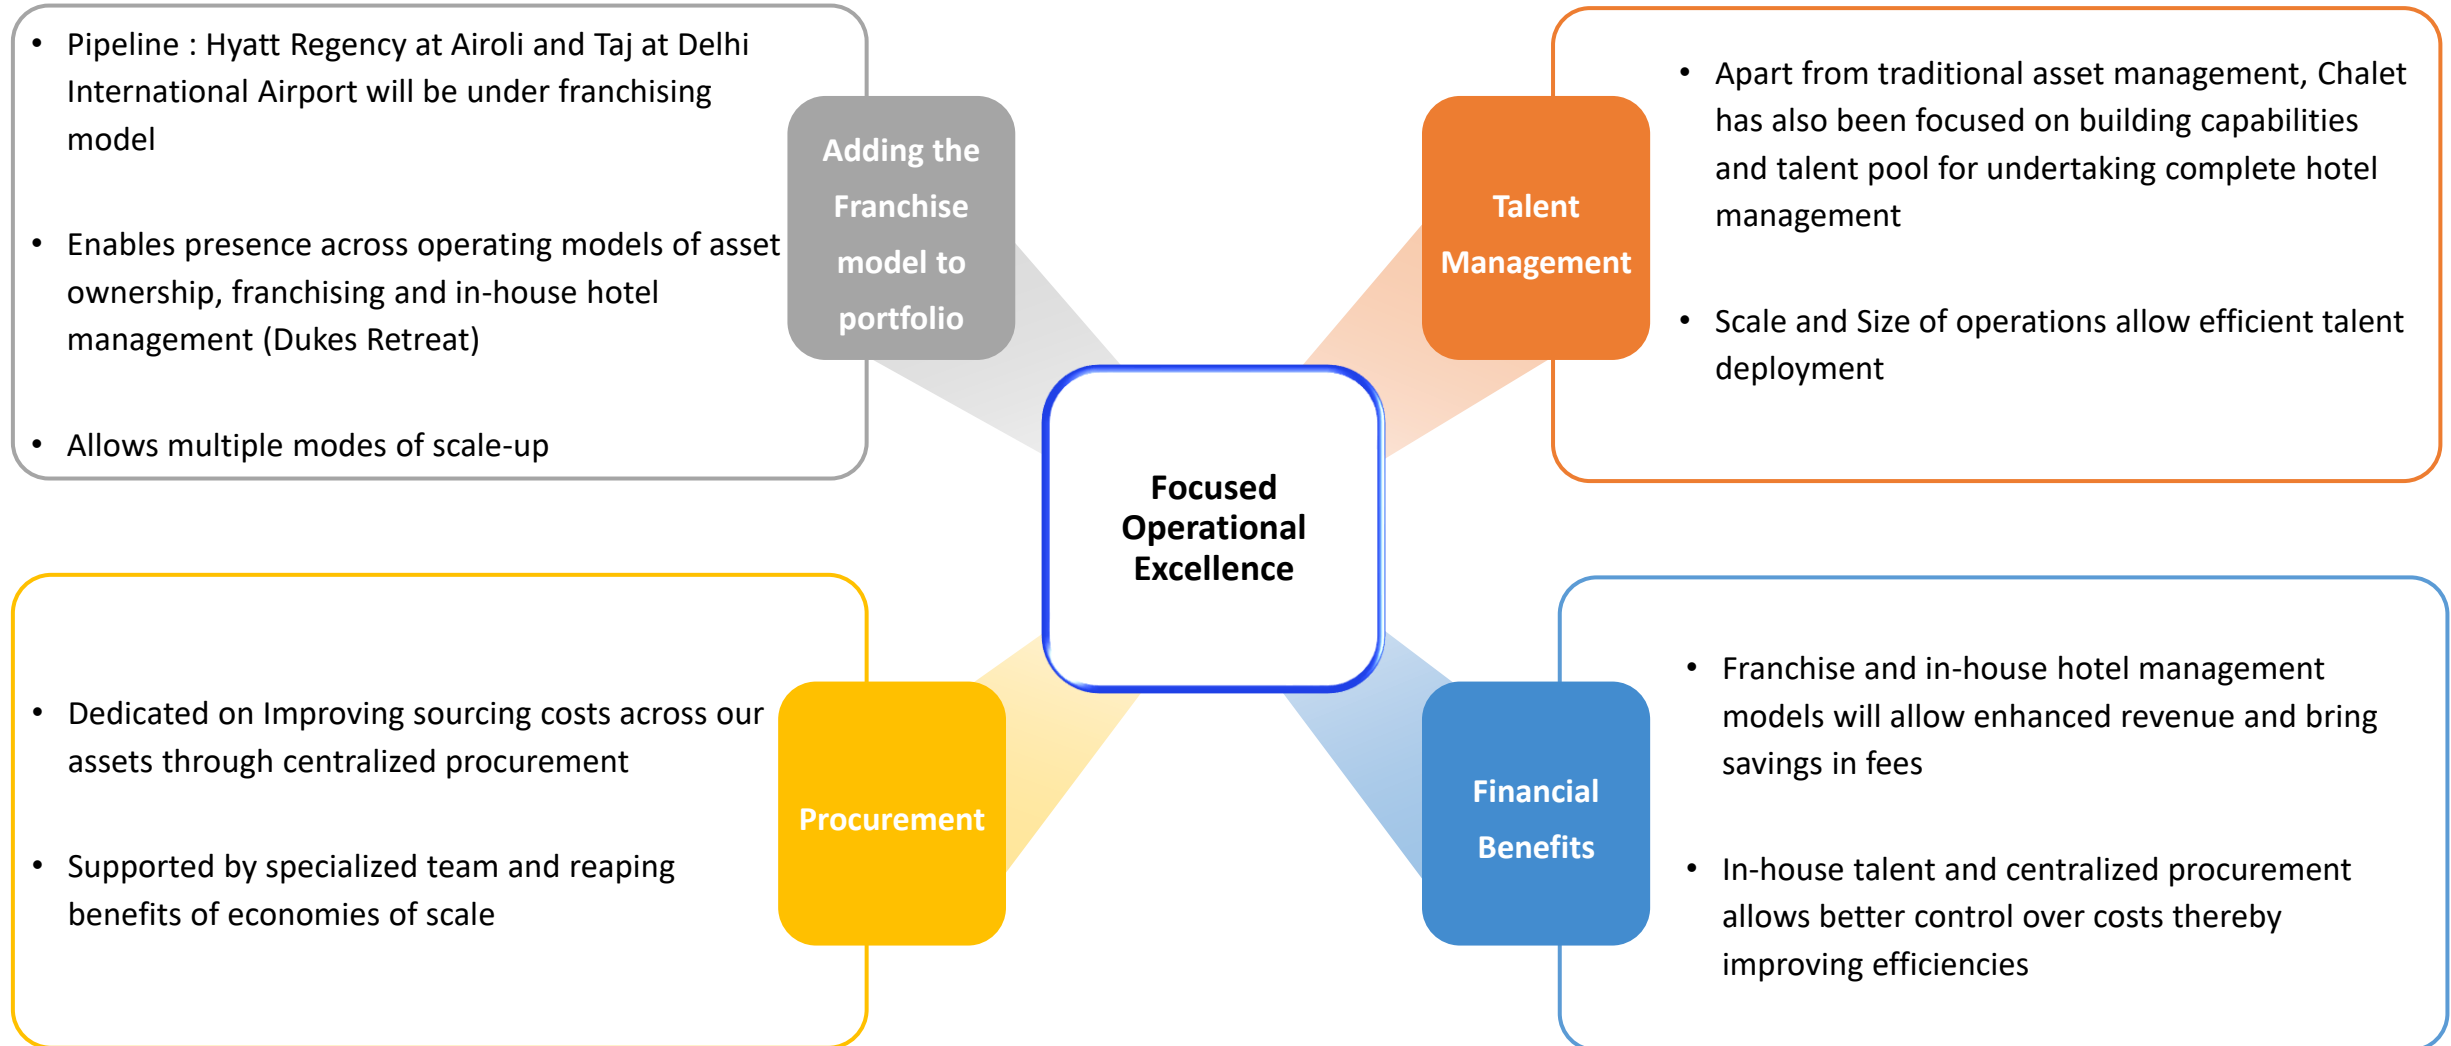 • Pipeline : Hyatt Regency at Airoli and Taj at Delhi
International Airport will be under franchising
model
• Enables presence across operating models of asset
ownership, franchising and in-house hotel
management (Dukes Retreat)
• Allows multiple modes of scale-up
Adding the
Franchise
model to
portfolio
Talent
Management
• Apart from traditional asset management, Chalet
has also been focused on building capabilities
and talent pool for undertaking complete hotel
management
• Scale and Size of operations allow efficient talent
deployment
Focused
Operational
Excellence
• Dedicated on Improving sourcing costs across our
assets through centralized procurement
• Supported by specialized team and reaping
benefits of economies of scale
Procurement
Financial
Benefits
• Franchise and in-house hotel management
models will allow enhanced revenue and bring
savings in fees
• In-house talent and centralized procurement
allows better control over costs thereby
improving efficiencies